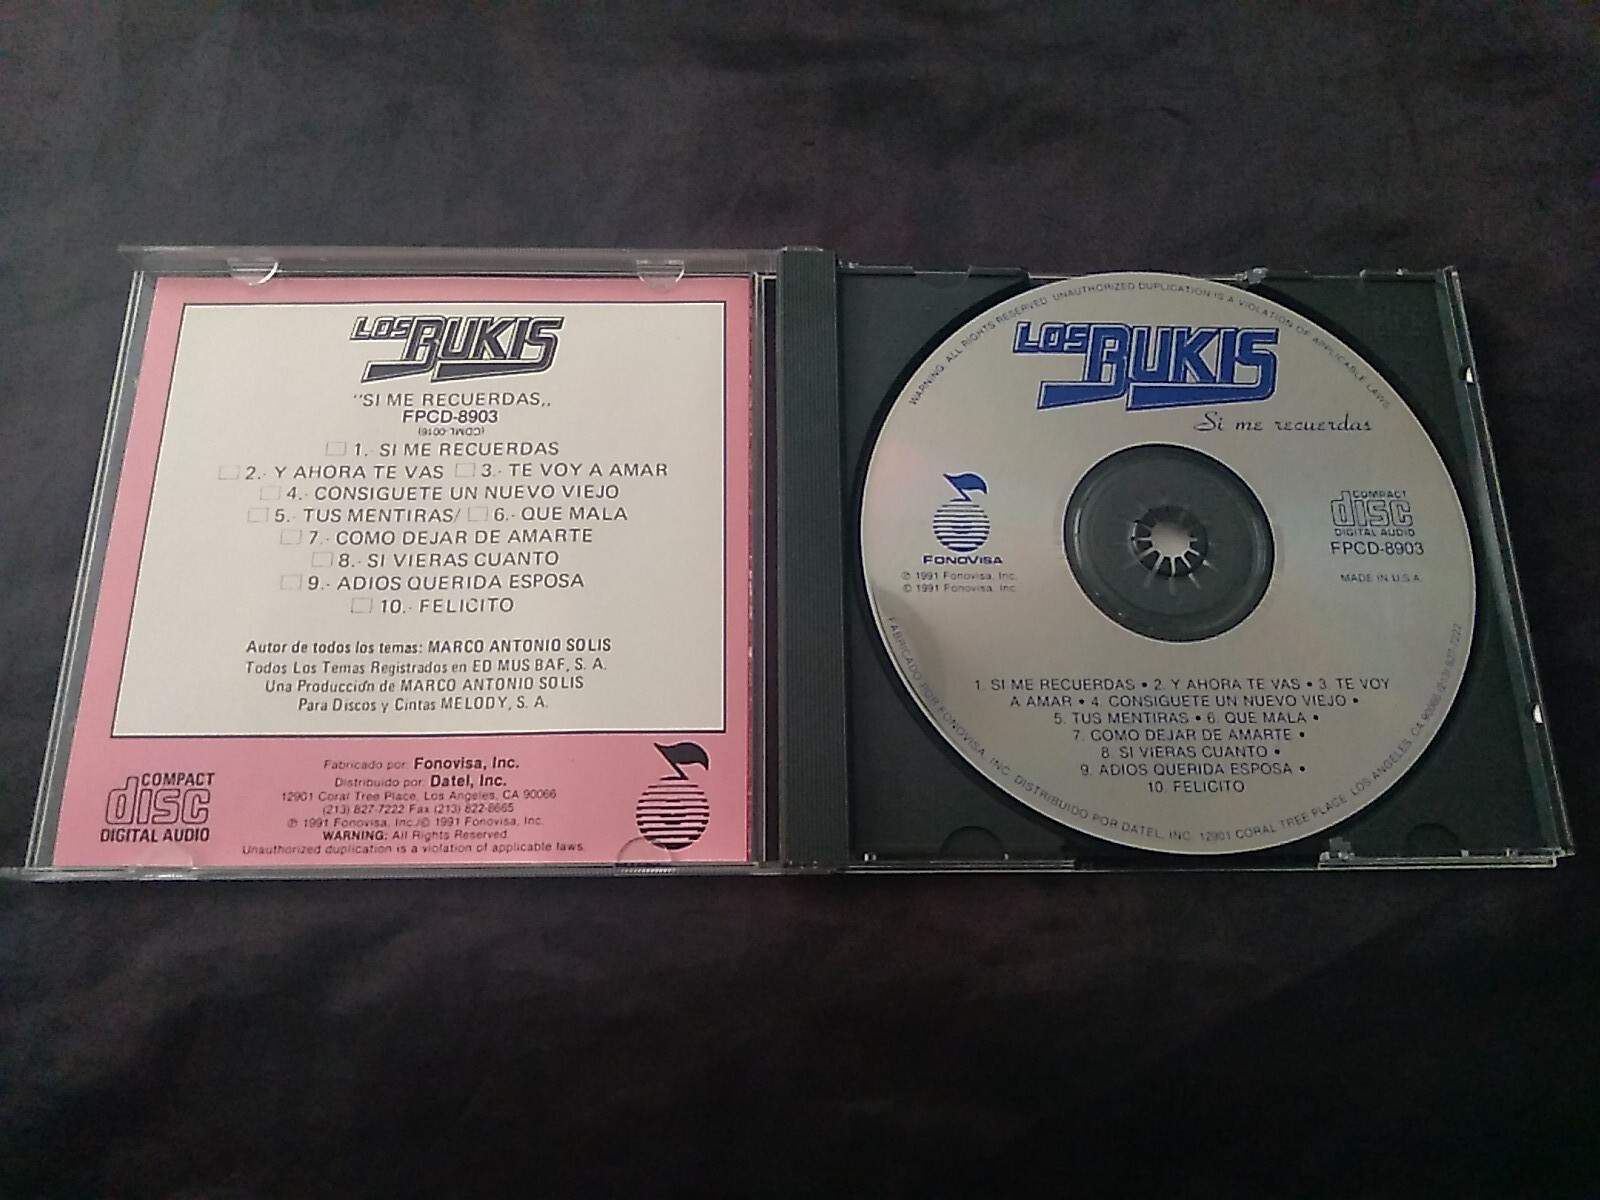 LOS BUKIS
"SI ME RECUERDAS,,
FPCD-8903
(CDML-0016)
1.- SI ME RECUERDAS
2.- Y AHORA TE VAS 3.- TE VOY A AMAR
4.- CONSIGUETE UN NUEVO VIEJO
5.- TUS MENTIRAS/ 6.- QUE MALA
7.- COMO DEJAR DE AMARTE
8.- SI VIERAS CUANTO
9.- ADIOS QUERIDA ESPOSA
10.- FELICITO
Autor de todos los temas: MARCO ANTONIO SOLIS
Todos Los Temas Registrados en ED MUS BAF, S. A.
Una Producción de MARCO ANTONIO SOLIS
Para Discos y Cintas MELODY, S. A.
COMPACT
disc
DIGITAL AUDIO
Fabricado por: Fonovisa, Inc.
Distribuido por: Datel, Inc.
12901 Coral Tree Place, Los Angeles, CA 90066
(213) 827-7222 Fax (213) 822-8665
℗ 1991 Fonovisa, Inc./© 1991 Fonovisa, Inc.
WARNING: All Rights Reserved.
Unauthorized duplication is a violation of applicable laws.
WARNING: ALL RIGHTS RESERVED. UNAUTHORIZED DUPLICATION IS A VIOLATION OF APPLICABLE LAWS
LOS BUKIS
Si me recuerdas
FONOVISA
℗ 1991 Fonovisa, Inc.
© 1991 Fonovisa, Inc.
COMPACT
disc
DIGITAL AUDIO
FPCD-8903
MADE IN U.S.A.
1. SI ME RECUERDAS • 2. Y AHORA TE VAS • 3. TE VOY
A AMAR • 4. CONSIGUETE UN NUEVO VIEJO •
5. TUS MENTIRAS • 6. QUE MALA •
7. COMO DEJAR DE AMARTE •
8. SI VIERAS CUANTO •
9. ADIOS QUERIDA ESPOSA •
10. FELICITO
FABRICADO POR FONOVISA, INC. DISTRIBUIDO POR DATEL, INC. 12901 CORAL TREE PLACE, LOS ANGELES, CA 90066 (213) 827-7222